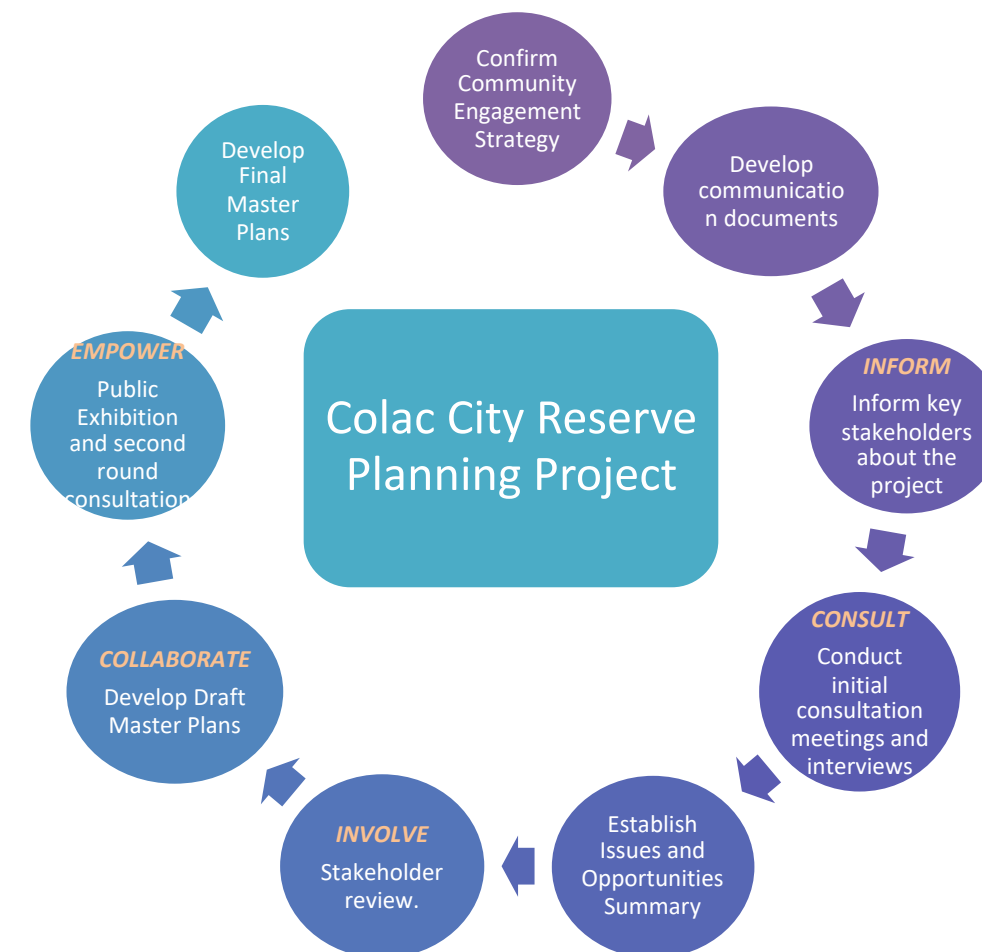 Confirm
Community
Engagement
Strategy
Develop
communicatio
n documents
INFORM
Inform key
stakeholders
about the
project
CONSULT
Conduct
initial
consultation
meetings and
interviews
Establish
Issues and
Opportunities
Summary
INVOLVE
Stakeholder
review.
COLLABORATE
Develop Draft
Master Plans
EMPOWER
Public
Exhibition
and second
round
consultation
Develop
Final
Master
Plans
Colac City Reserve
Planning Project